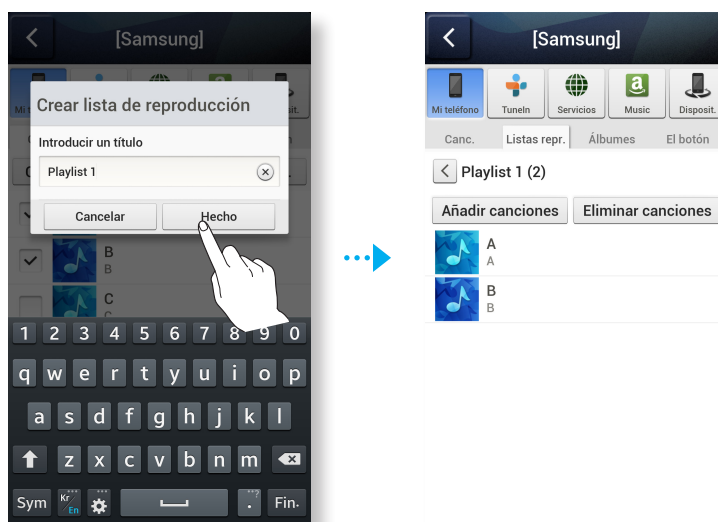 [Samsung]
Crear lista de reproducción
Introducir un título
Playlist 1
Cancelar Hecho
B
B
C
C
1 2 3 4 5 6 7 8 9 0
q w e r t y u i o p
a s d f g h j k l
z x c v b n m
Sym Kr/En . ...? Fin.
[Samsung]
Mi teléfono TuneIn Servicios Music Disposit.
Canc. Listas repr. Álbumes El botón
Playlist 1 (2)
Añadir canciones Eliminar canciones
A
A
B
B